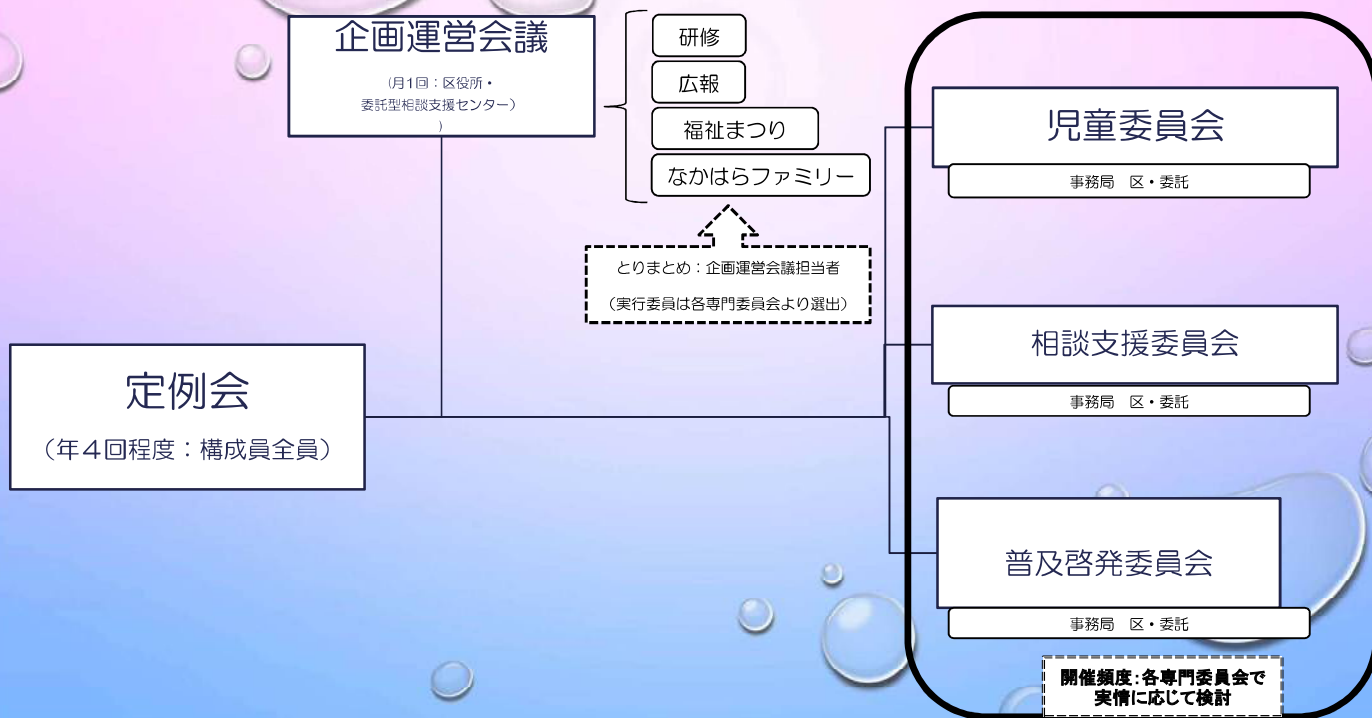 企画運営会議
(月1回：区役所・
委託型相談支援センター)
)
研修
広報
福祉まつり
なかはらファミリー
とりまとめ：企画運営会議担当者
（実行委員は各専門委員会より選出）
定例会
（年４回程度：構成員全員）
児童委員会
事務局　区・委託
相談支援委員会
事務局　区・委託
普及啓発委員会
事務局　区・委託
開催頻度：各専門委員会で
実情に応じて検討